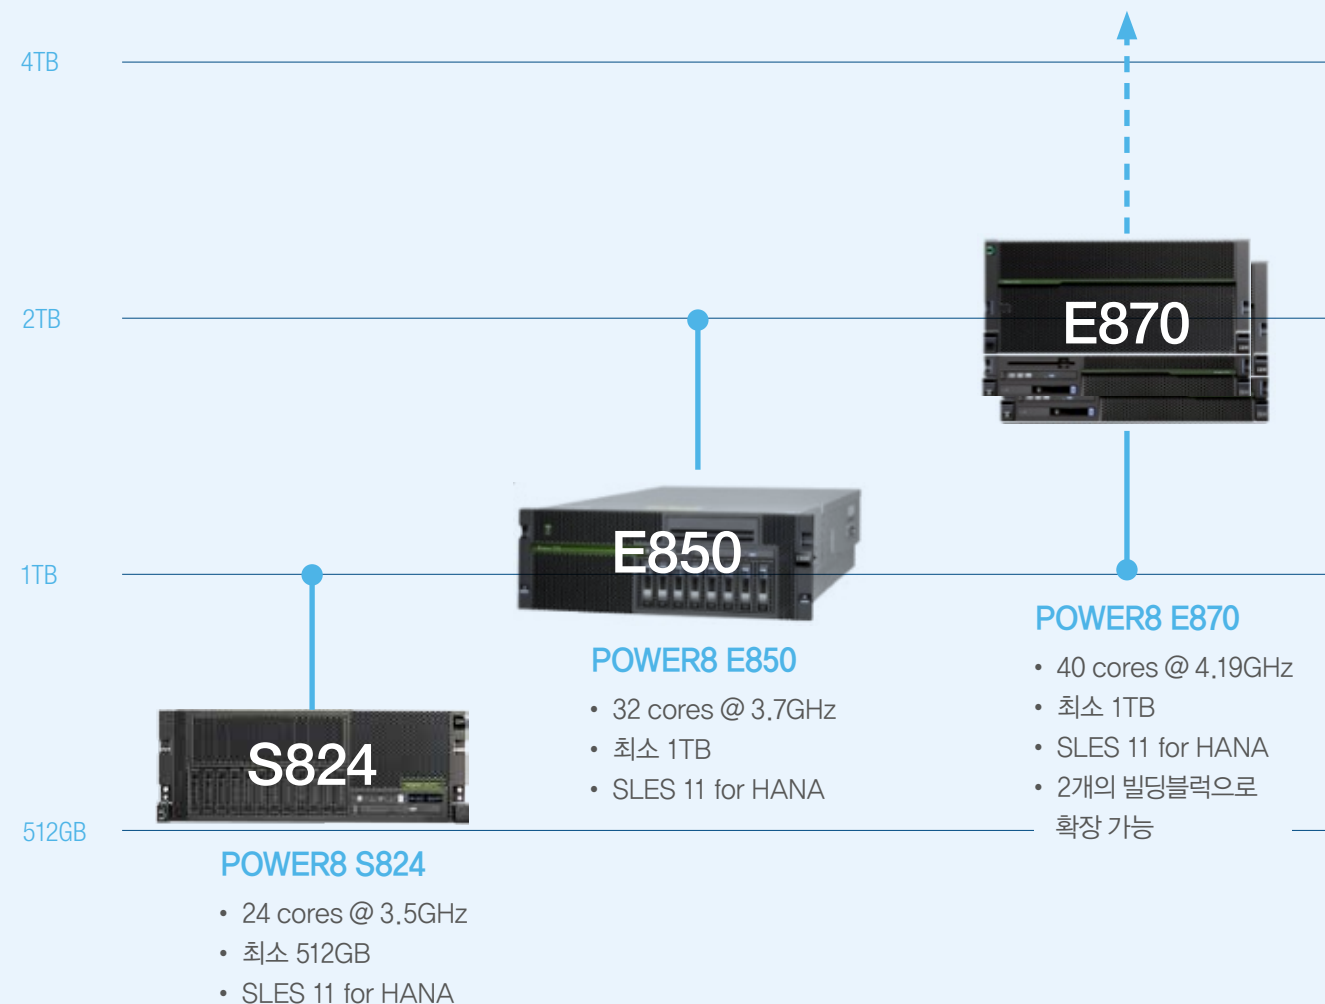 4TB
2TB
1TB
512GB
S824
POWER8 S824
• 24 cores @ 3.5GHz
• 최소 512GB
• SLES 11 for HANA
E850
POWER8 E850
• 32 cores @ 3.7GHz
• 최소 1TB
• SLES 11 for HANA
E870
POWER8 E870
• 40 cores @ 4.19GHz
• 최소 1TB
• SLES 11 for HANA
• 2개의 빌딩블럭으로
확장 가능